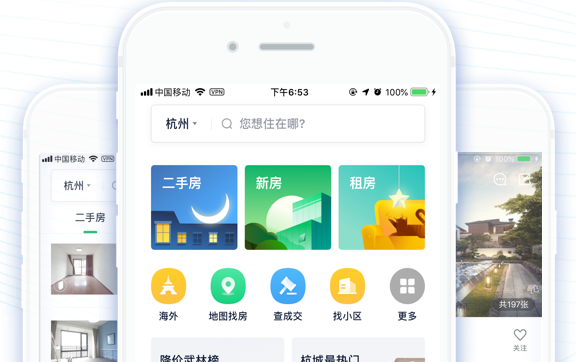 中国移动 VPN 下午6:53 100%
杭州 您想住在哪?
二手房 新房 租房
海外 地图找房 查成交 找小区 更多
降价武林榜 杭城最热门
中国移动 VPN
杭州
二手房
100%
共197张
关注